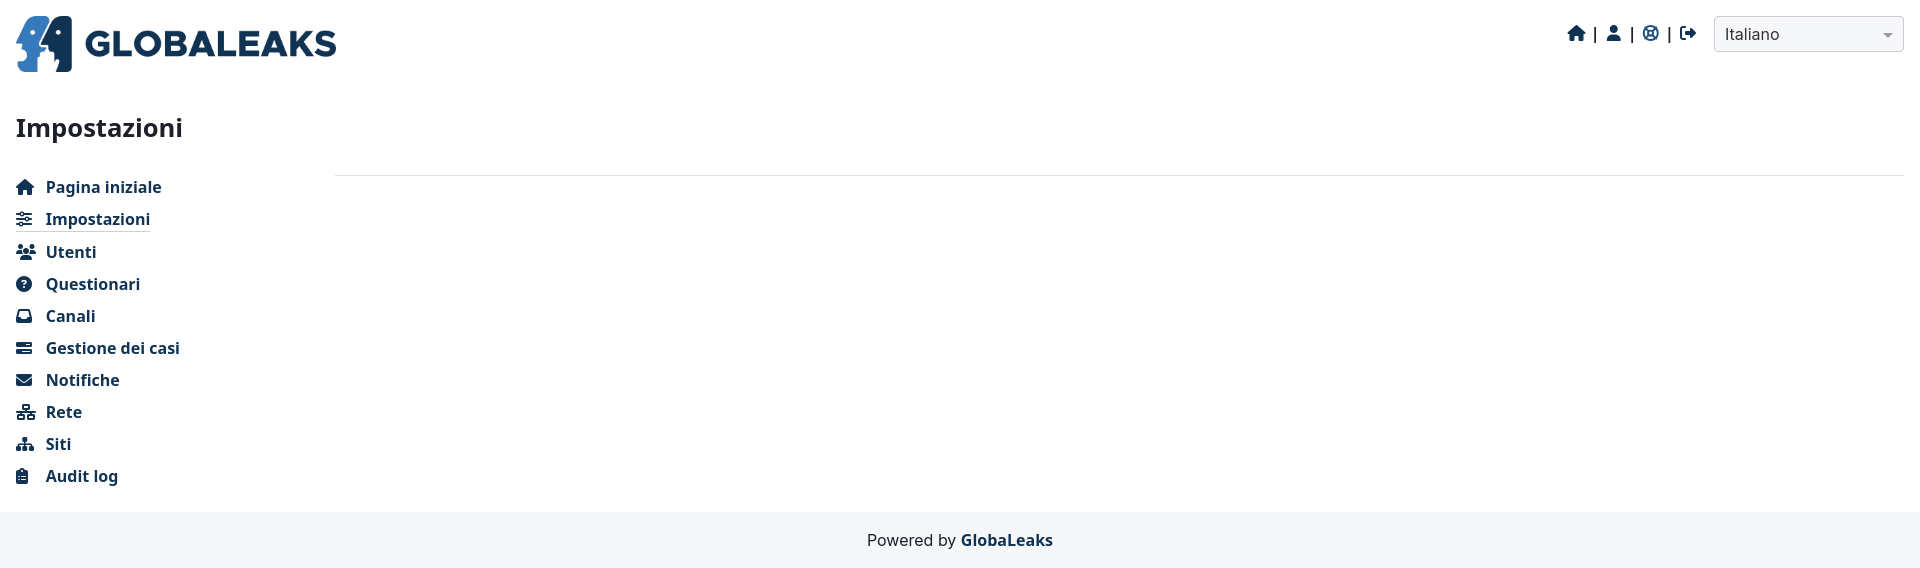 GLOBALEAKS
| | | Italiano
Impostazioni
Pagina iniziale
Impostazioni
Utenti
Questionari
Canali
Gestione dei casi
Notifiche
Rete
Siti
Audit log
Powered by GlobaLeaks